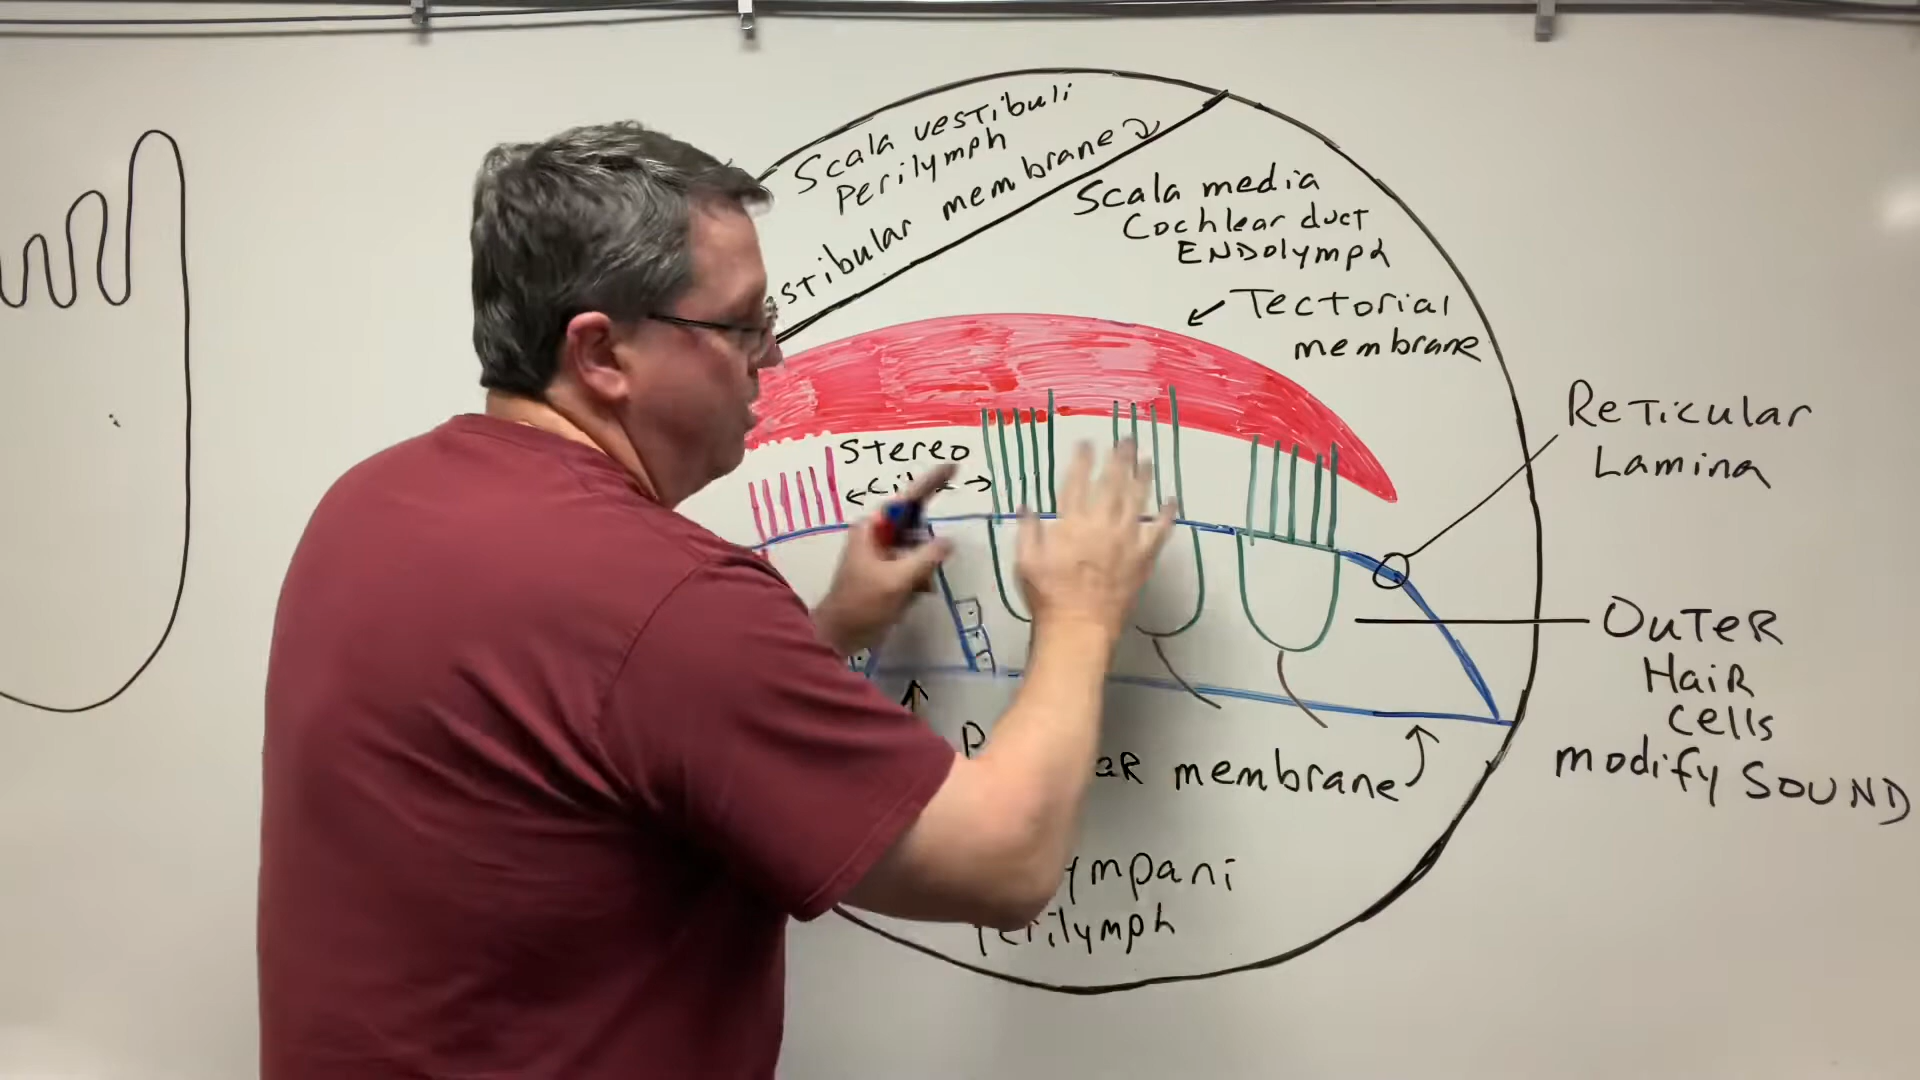 Scala vestibuli
Perilymph
stibular membrane
Scala media
Cochlear duct
ENDolymph
Tectorial
membrane
Reticular
Lamina
Stereo
OUTER
HaiR
cells
modify SOUND
aR membrane
ympani
erilymph